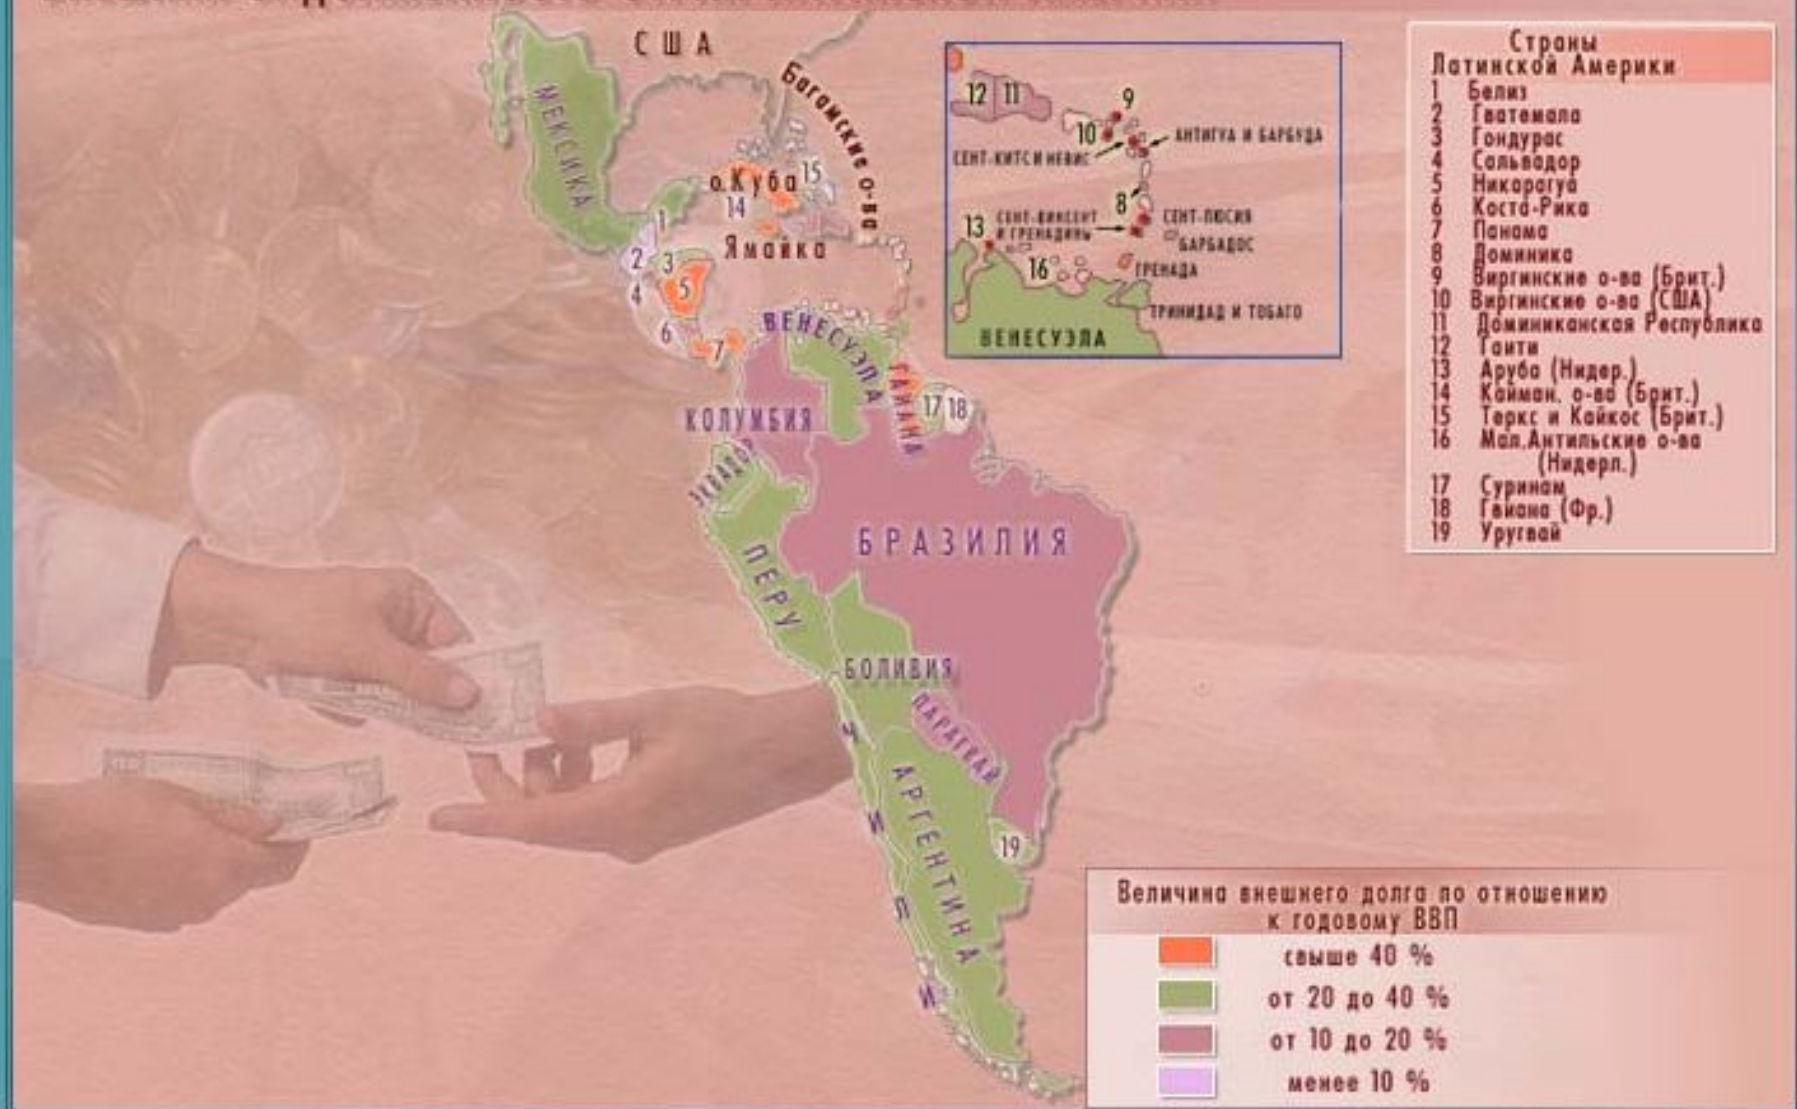 США
Багамские о-ва
МЕКСИКА
о.Куба
15
14
1
Ямайка
2
3
4
5
6
7
ВЕНЕСУЭЛА
ГАЙАНА
17
18
КОЛУМБИЯ
ЭКВАДОР
БРАЗИЛИЯ
ПЕРУ
БОЛИВИЯ
ПАРАГВАЙ
ЧИЛИ
АРГЕНТИНА
19
12
11
9
10
АНТИГУА И БАРБУДА
СЕНТ-КИТС И НЕВИС
8
13
СЕНТ-ВИНСЕНТ
И ГРЕНАДИНЫ
СЕНТ-ЛЮСИЯ
БАРБАДОС
16
ГРЕНАДА
ТРИНИДАД И ТОБАГО
ВЕНЕСУЭЛА
Страны
Латинской Америки
1 Белиз
2 Гватемала
3 Гондурас
4 Сальвадор
5 Никарагуа
6 Коста-Рика
7 Панама
8 Доминика
9 Виргинские о-ва (Брит.)
10 Виргинские о-ва (США)
11 Доминиканская Республика
12 Гаити
13 Аруба (Нидер.)
14 Кайман. о-ва (Брит.)
15 Теркс и Кайкос (Брит.)
16 Мал.Антильские о-ва
(Нидерл.)
17 Суринам
18 Гвиана (Фр.)
19 Уругвай
Величина внешнего долга по отношению
к годовому ВВП
свыше 40 %
от 20 до 40 %
от 10 до 20 %
менее 10 %